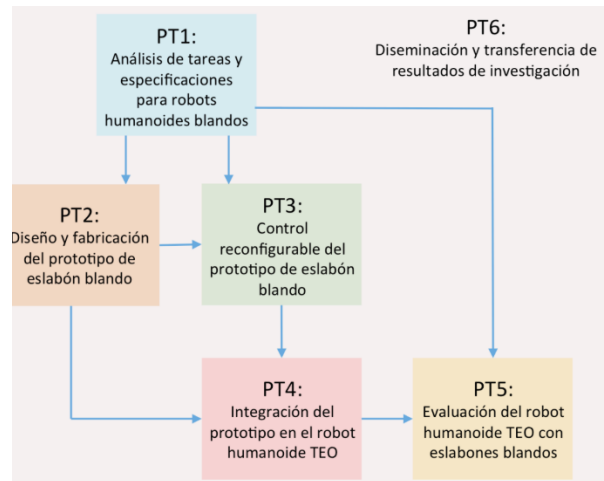 PT1:
Análisis de tareas y
especificaciones
para robots
humanoides blandos
PT6:
Diseminación y transferencia de
resultados de investigación
PT2:
Diseño y fabricación
del prototipo de
eslabón blando
PT3:
Control
reconfigurable del
prototipo de eslabón
blando
PT4:
Integración del
prototipo en el robot
humanoide TEO
PT5:
Evaluación del robot
humanoide TEO con
eslabones blandos